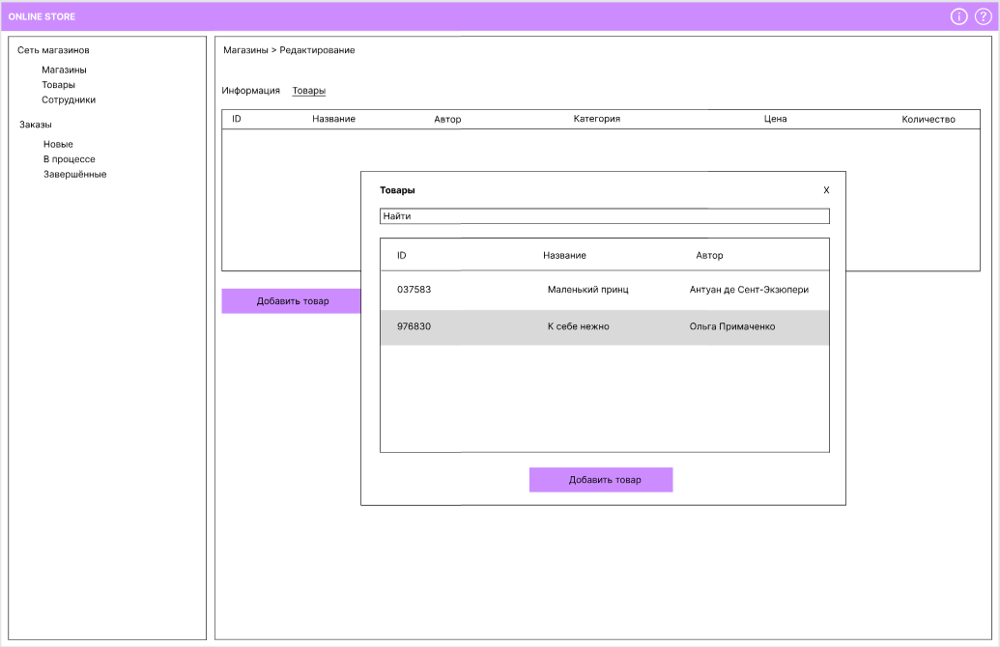 ONLINE STORE
Сеть магазинов
Магазины
Товары
Сотрудники
Заказы
Новые
В процессе
Завершённые
Магазины > Редактирование
Информация Товары
ID Название Автор Категория Цена Количество
Добавить товар
Товары X
Найти
ID Название Автор
037583 Маленький принц Антуан де Сент-Экзюпери
976830 К себе нежно Ольга Примаченко
Добавить товар